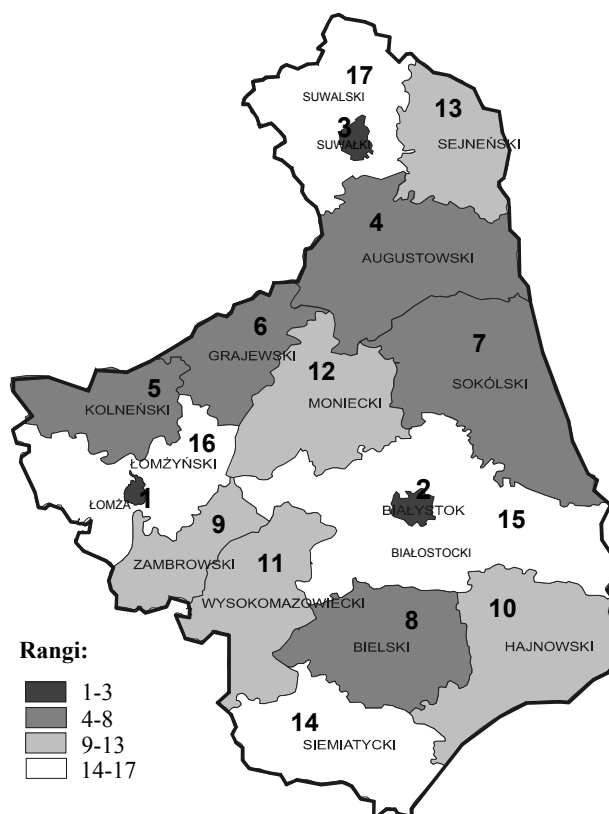 17
SUWALSKI
13
3
SUWAŁKI
SEJNEŃSKI
4
AUGUSTOWSKI
6
GRAJEWSKI
7
SOKÓLSKI
12
MONIECKI
5
KOLNEŃSKI
16
ŁOMŻYŃSKI
1
ŁOMŻA
2
BIAŁYSTOK
15
BIAŁOSTOCKI
9
ZAMBROWSKI
11
WYSOKOMAZOWIECKI
8
BIELSKI
10
HAJNOWSKI
14
SIEMIATYCKI
Rangi:
1-3
4-8
9-13
14-17